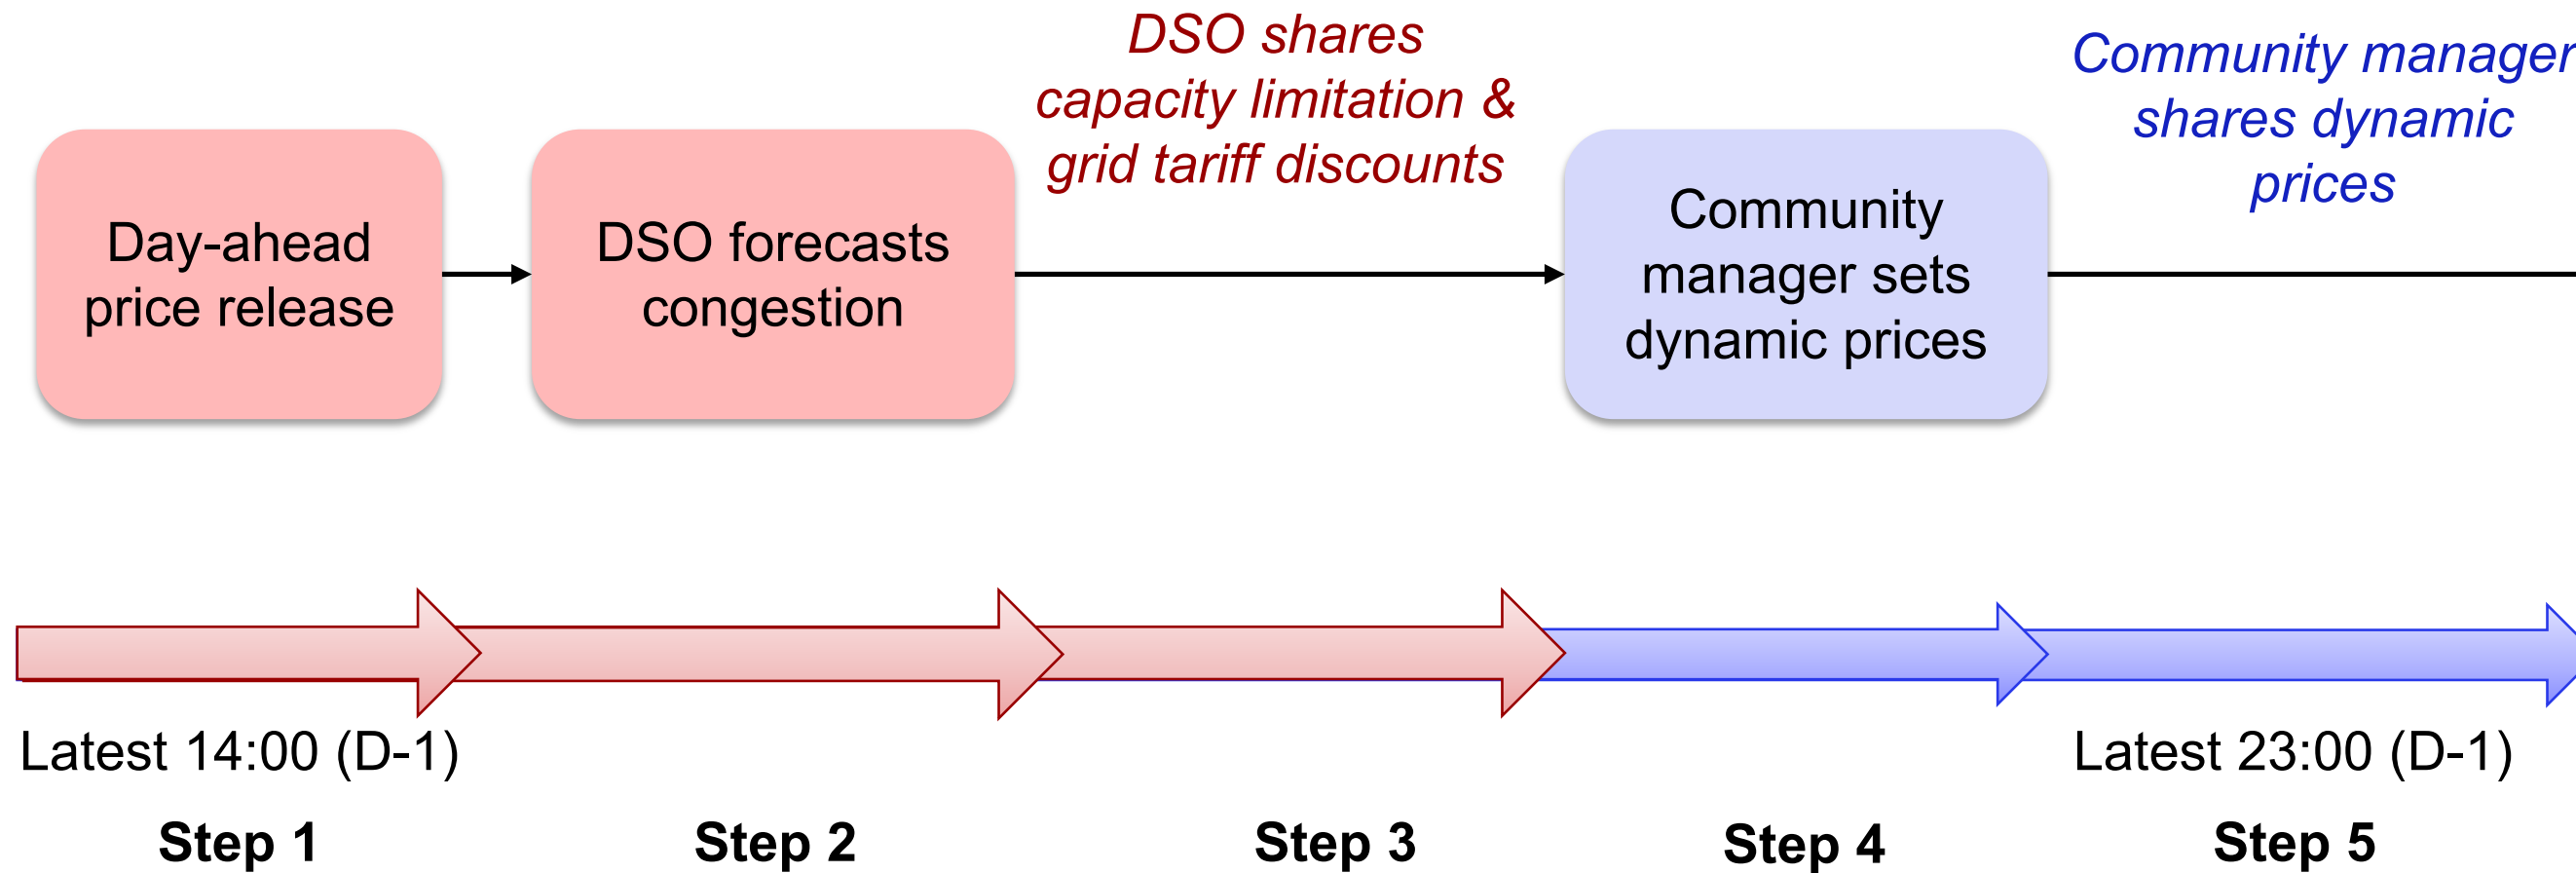 DSO shares
capacity limitation &
grid tariff discounts
Community manager
shares dynamic
prices
Day-ahead
price release
DSO forecasts
congestion
Community
manager sets
dynamic prices
Latest 14:00 (D-1)
Latest 23:00 (D-1)
Step 1
Step 2
Step 3
Step 4
Step 5